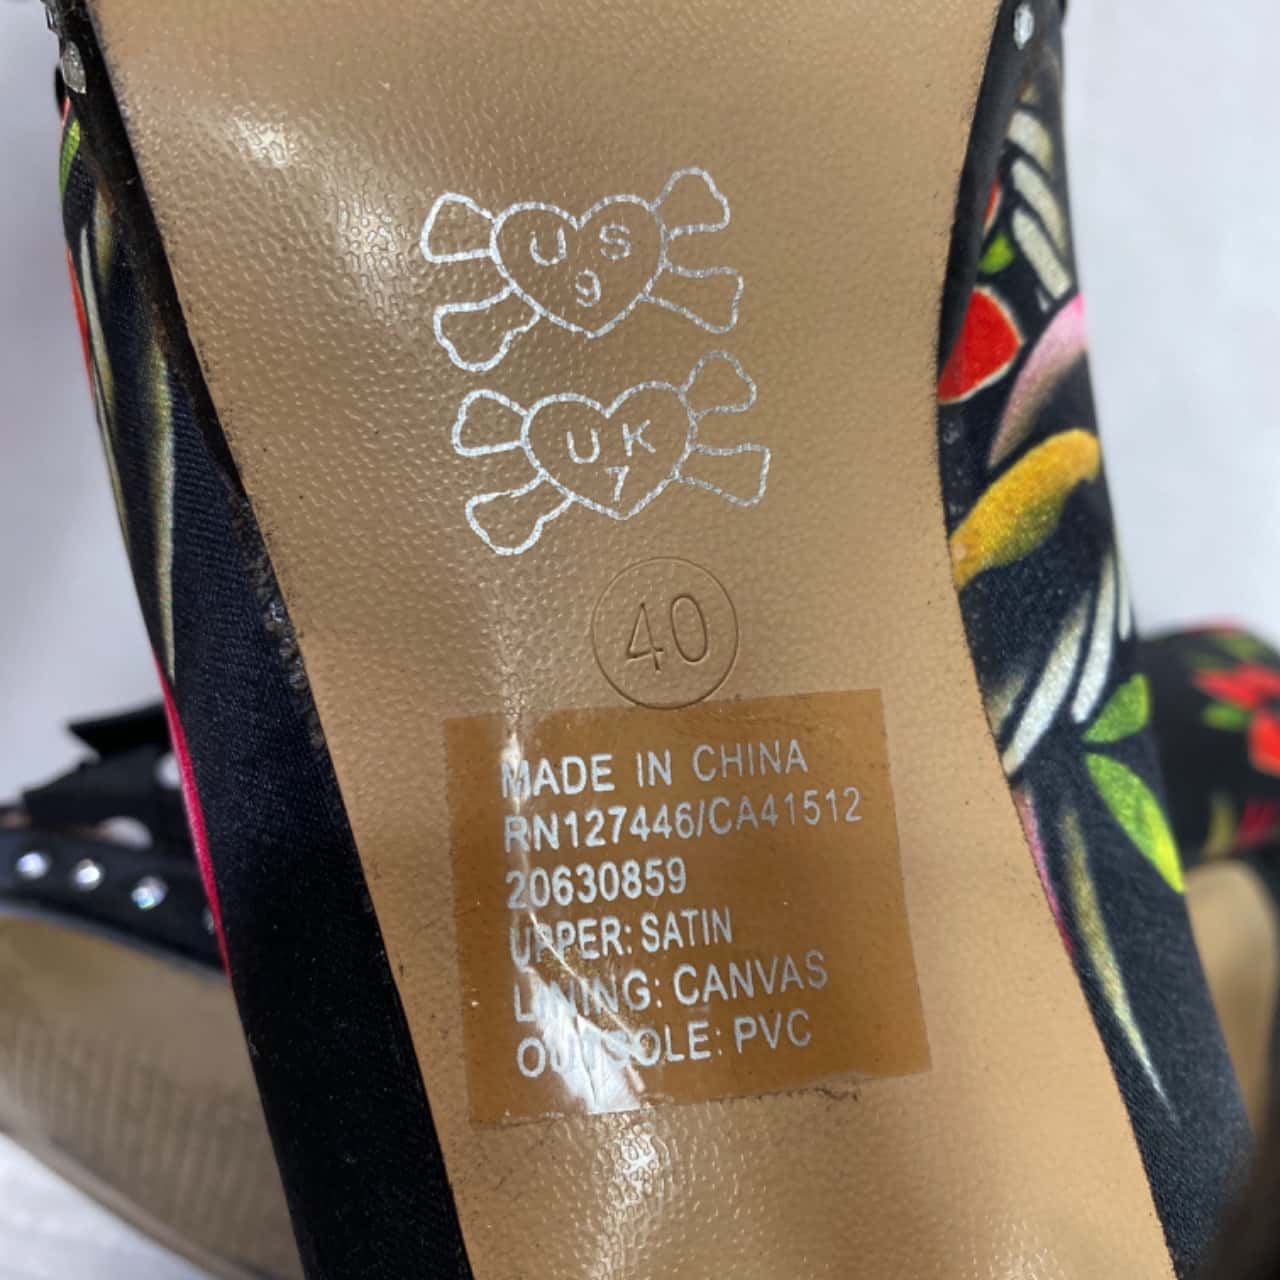 US
9
UK
7
40
MADE IN CHINA
RN127446/CA41512
20630859
UPPER: SATIN
LINING: CANVAS
OUTSOLE: PVC